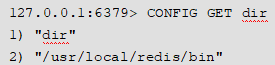 127.0.0.1:6379> CONFIG GET dir
1) "dir"
2) "/usr/local/redis/bin"